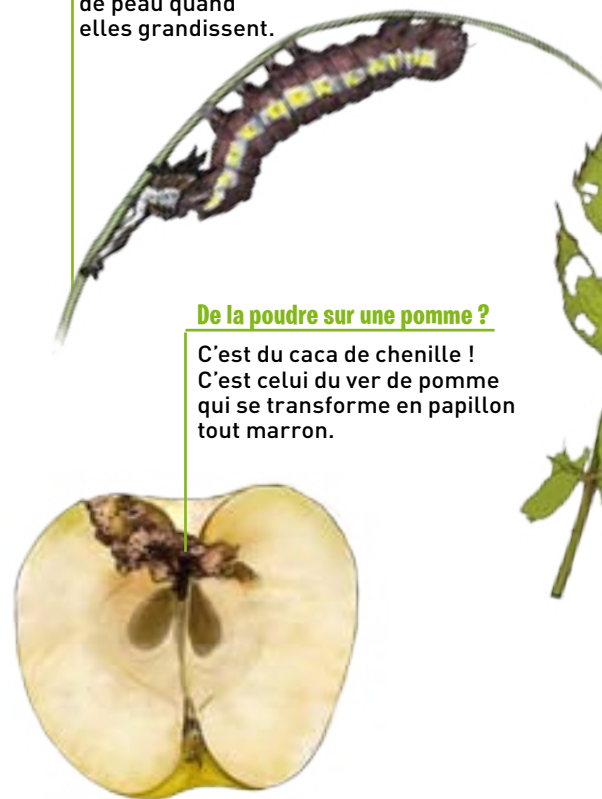 de peau quand
elles grandissent.
De la poudre sur une pomme ?
C’est du caca de chenille !
C’est celui du ver de pomme
qui se transforme en papillon
tout marron.